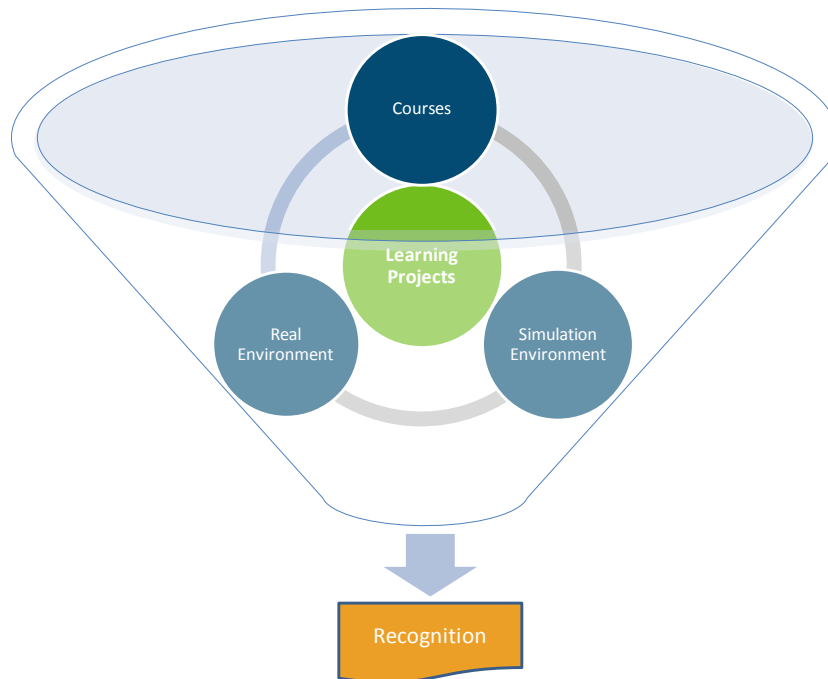 Courses
Learning
Projects
Real
Environment
Simulation
Environment
Recognition